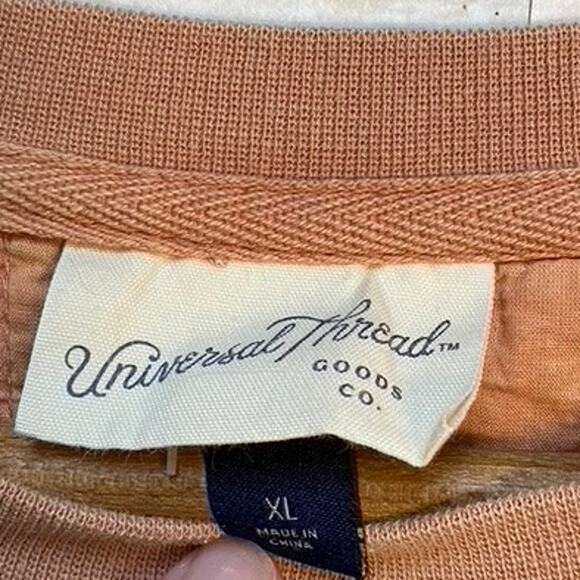 Universal Thread™
GOODS
CO.
XL
MADE IN
CHINA